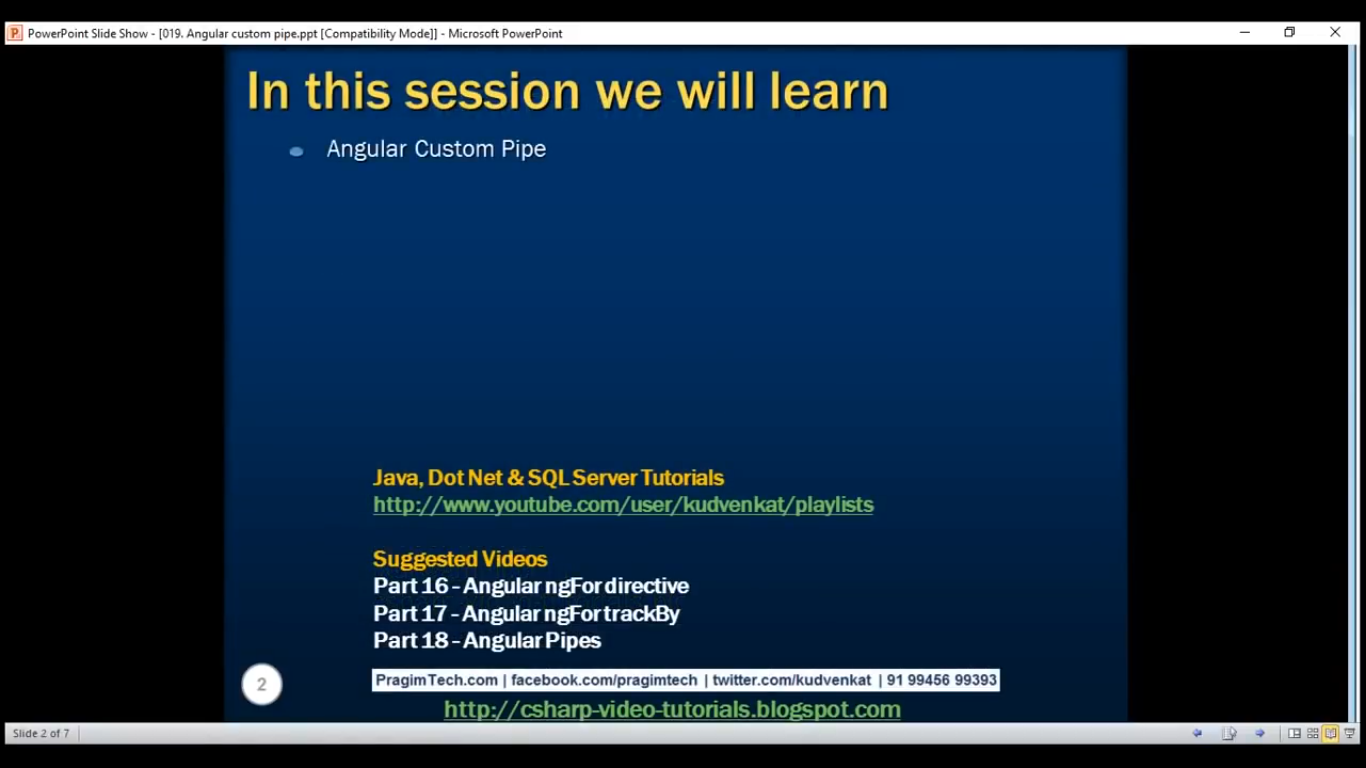 PowerPoint Slide Show - [019. Angular custom pipe.ppt [Compatibility Mode]] - Microsoft PowerPoint
In this session we will learn
Angular Custom Pipe
Java, Dot Net & SQL Server Tutorials
http://www.youtube.com/user/kudvenkat/playlists
Suggested Videos
Part 16 - Angular ngFor directive
Part 17 - Angular ngFor trackBy
Part 18 - Angular Pipes
2
PragimTech.com | facebook.com/pragimtech | twitter.com/kudvenkat | 91 99456 99393
http://csharp-video-tutorials.blogspot.com
Slide 2 of 7